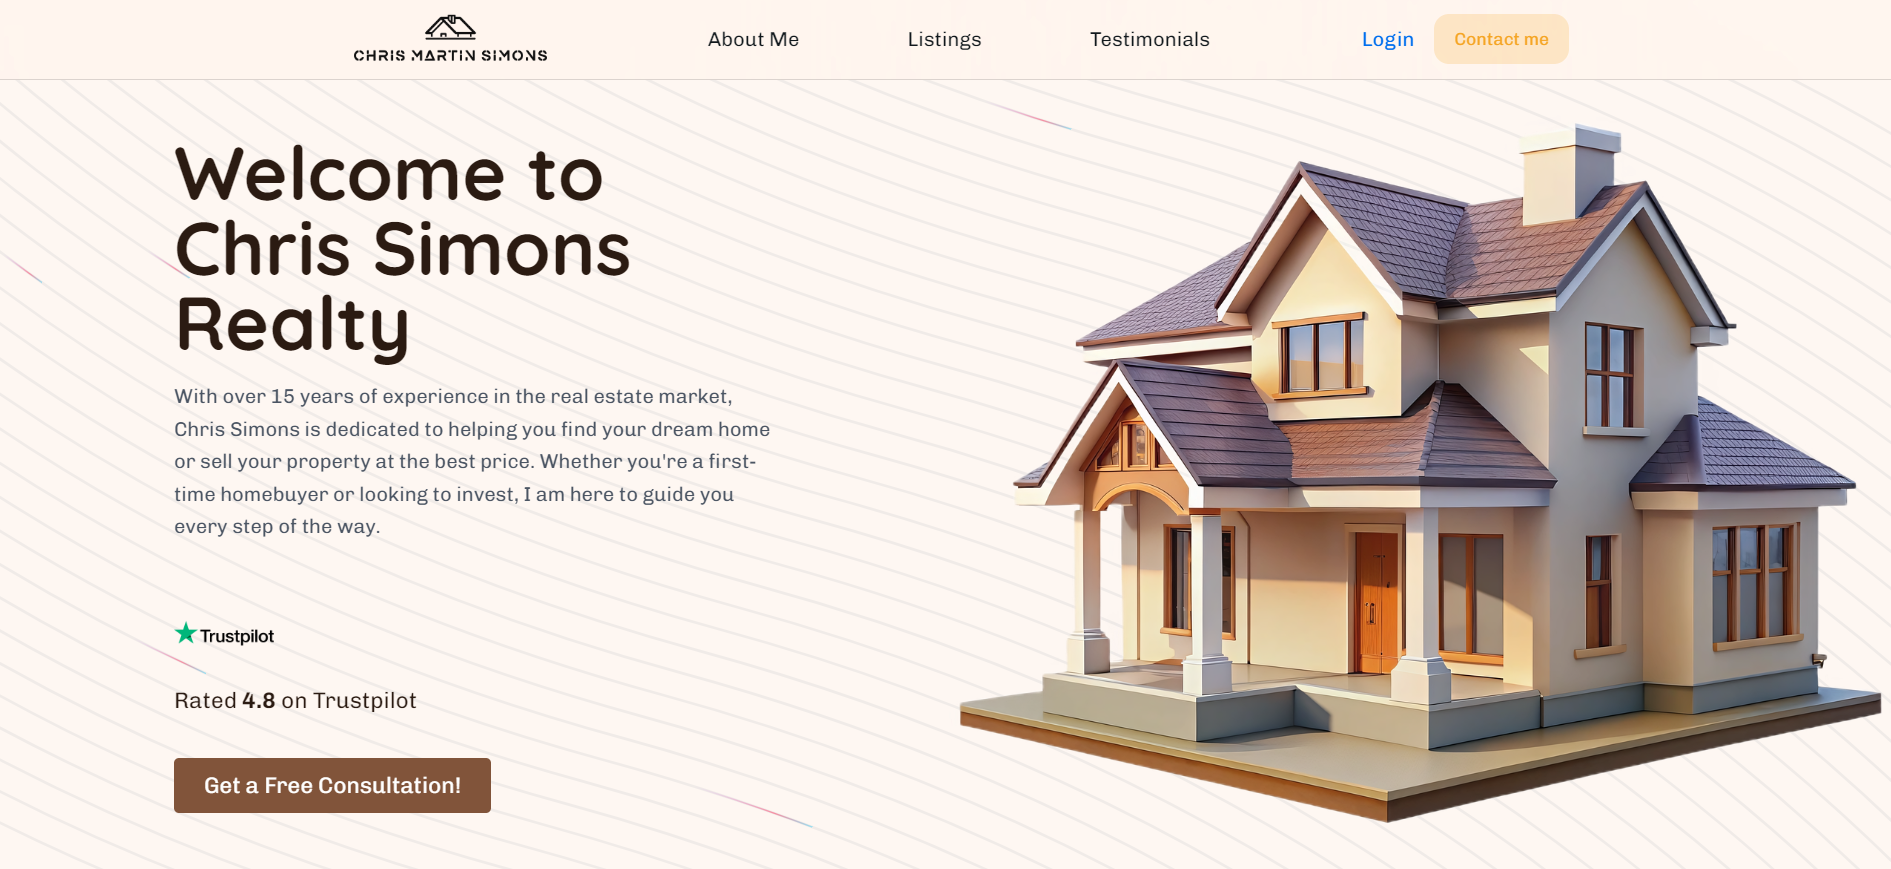 CHRIS MARTIN SIMONS
About Me
Listings
Testimonials
Login
Contact me
Welcome to
Chris Simons
Realty
With over 15 years of experience in the real estate market,
Chris Simons is dedicated to helping you find your dream home
or sell your property at the best price. Whether you're a first-
time homebuyer or looking to invest, I am here to guide you
every step of the way.
Trustpilot
Rated 4.8 on Trustpilot
Get a Free Consultation!